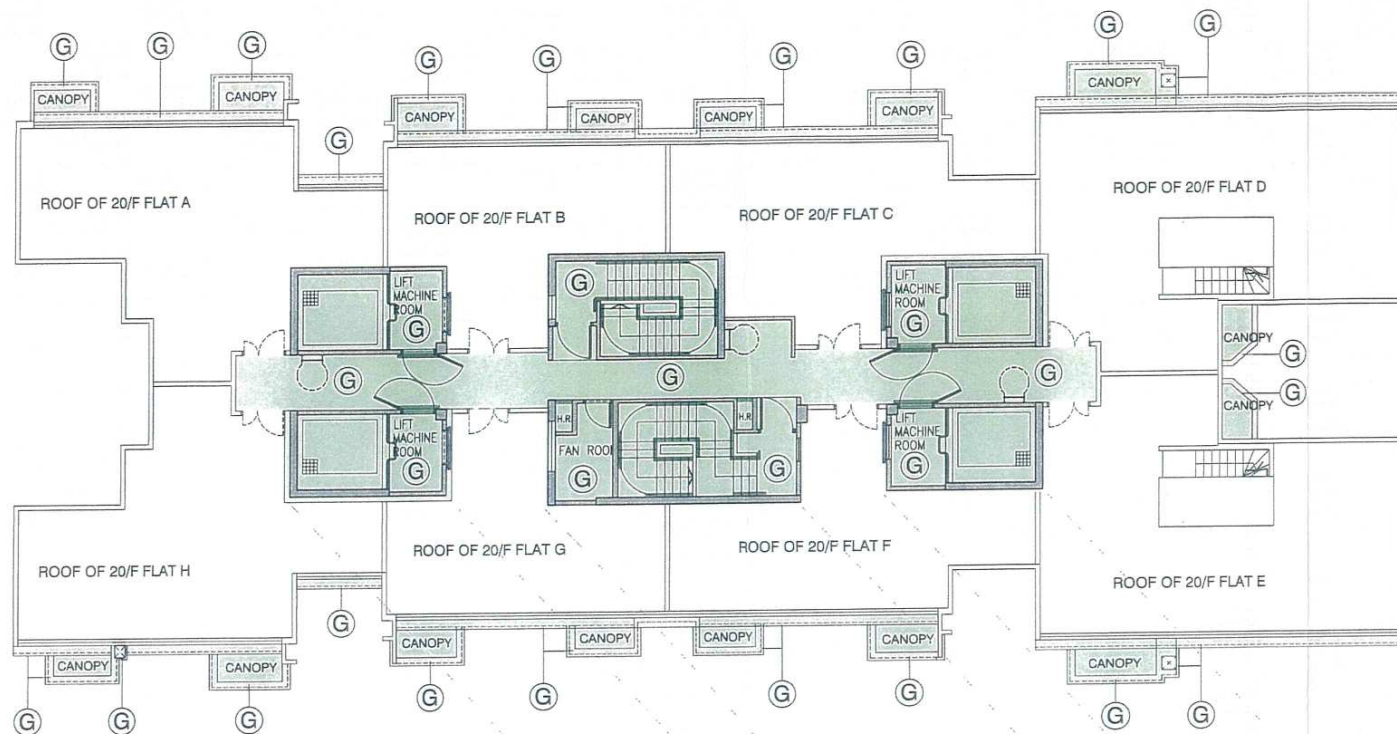 G G G G G G G G G G
CANOPY CANOPY CANOPY CANOPY CANOPY CANOPY CANOPY
G
ROOF OF 20/F FLAT A
ROOF OF 20/F FLAT B
ROOF OF 20/F FLAT C
ROOF OF 20/F FLAT D
LIFT
MACHINE
ROOM
G
G
LIFT
MACHINE
ROOM
G
CANOPY
G
G
G
G
G
CANOPY
LIFT
MACHINE
ROOM
G
H.R
FAN ROOM
G
H.R
G
LIFT
MACHINE
ROOM
G
ROOF OF 20/F FLAT H
ROOF OF 20/F FLAT G
ROOF OF 20/F FLAT F
ROOF OF 20/F FLAT E
G
CANOPY CANOPY CANOPY CANOPY CANOPY CANOPY CANOPY
G G G G G G G G G G